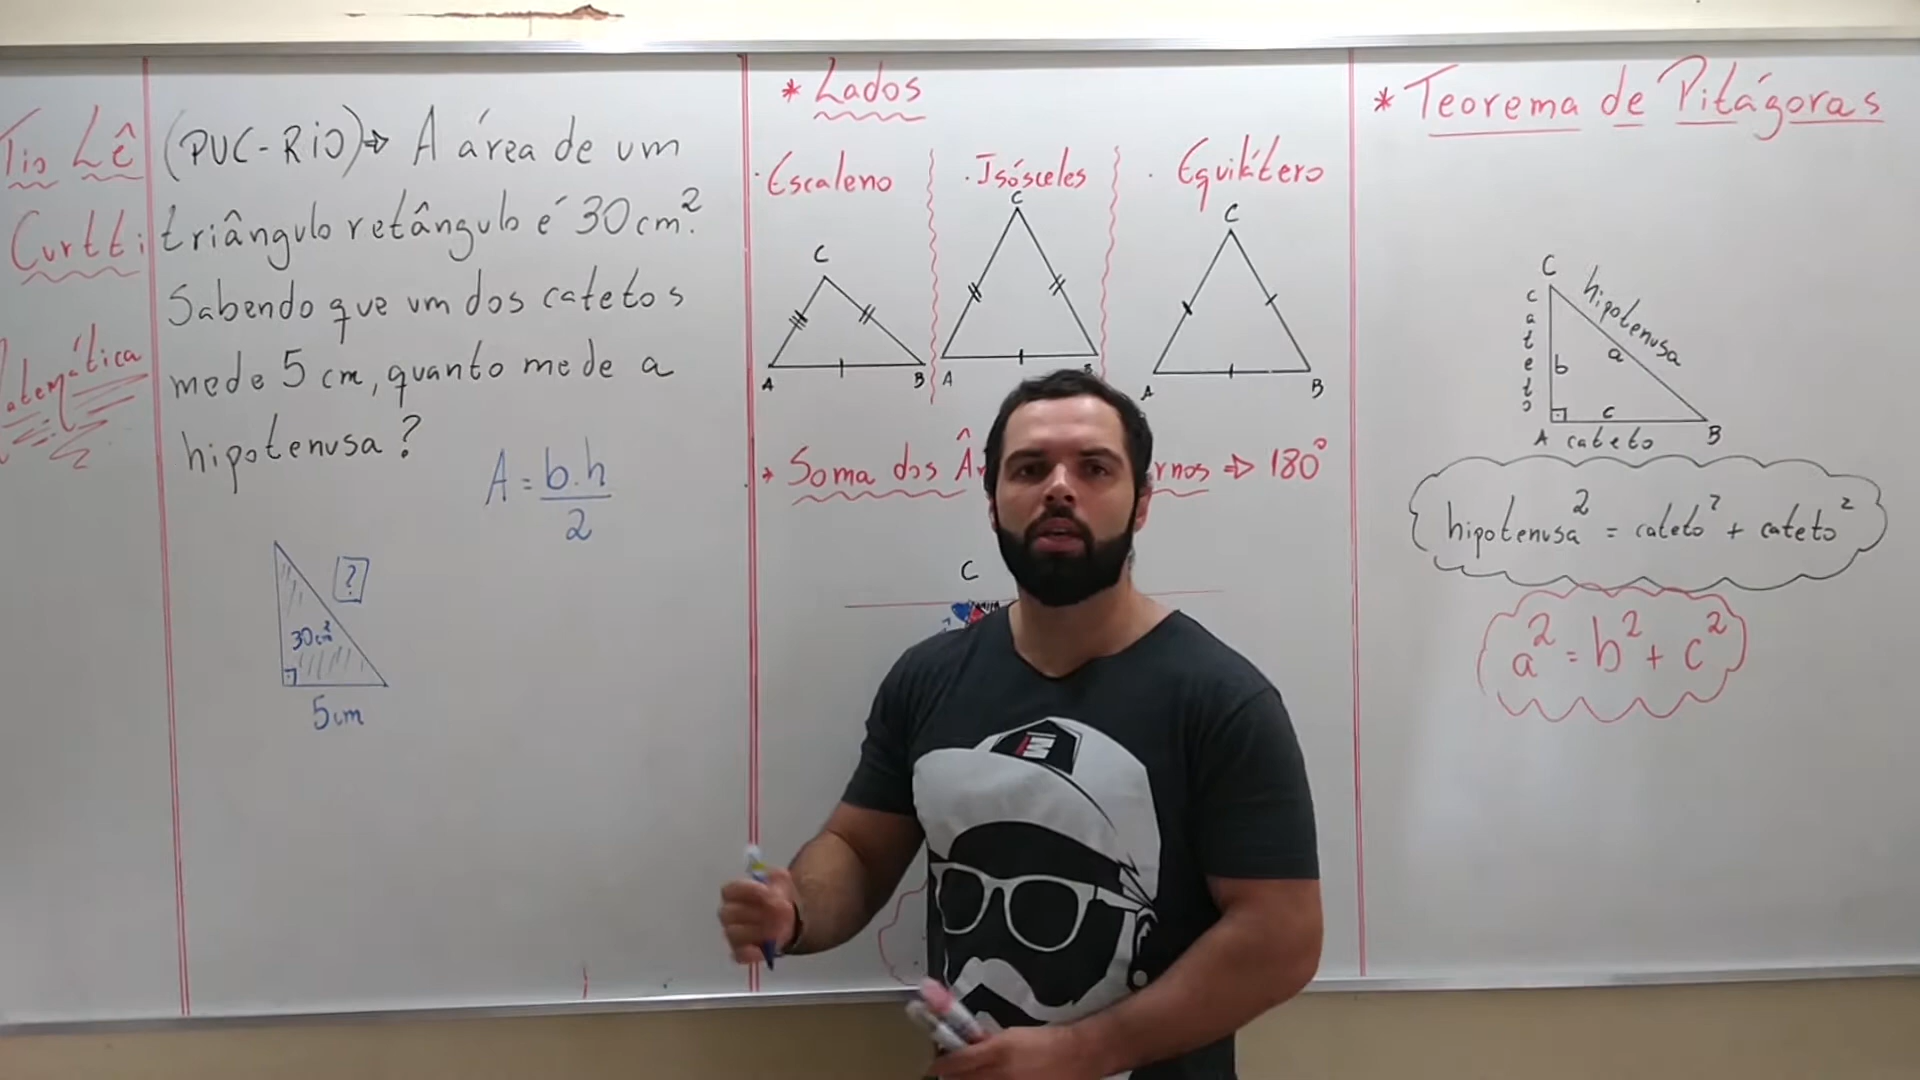 Tio Lê
Curtti
(PUC-RIO)⇒ A área de um
triângulo retângulo é 30cm².
Sabendo que um dos catetos
mede 5 cm, quanto mede a
hipotenusa?
A = b.h
2
?
30cm²
5cm
* Lados
· Escaleno
· Isósceles
· Equilátero
C
A
B
C
A
B
C
A
B
Soma dos
rnos ⇒ 180°
C
* Teorema de Pitágoras
C
hipotenusa
cateto
a
b
c
A cateto B
hipotenusa² = cateto² + cateto²
a² = b² + c²